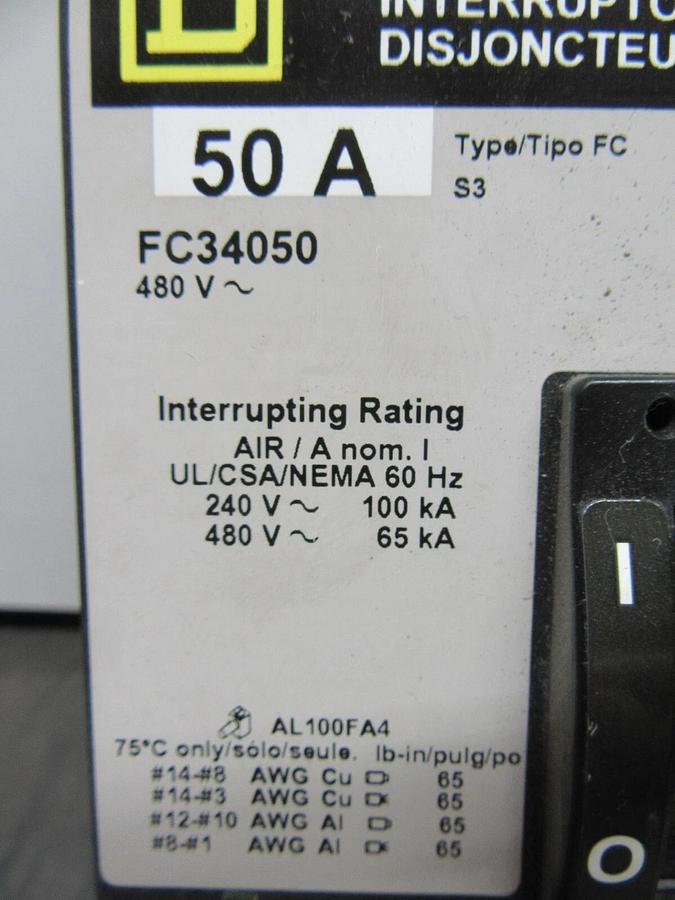 INTERRUPTO
DISJONCTEU
50 A
Type/Tipo FC
S3
FC34050
480 V ~
Interrupting Rating
AIR / A nom. I
UL/CSA/NEMA 60 Hz
240 V ~ 100 kA
480 V ~ 65 kA
AL100FA4
75°C only/sólo/seule. lb-in/pulg/po
#14-#8 AWG Cu 65
#14-#3 AWG Cu 65
#12-#10 AWG Al 65
#8-#1 AWG Al 65
I
O